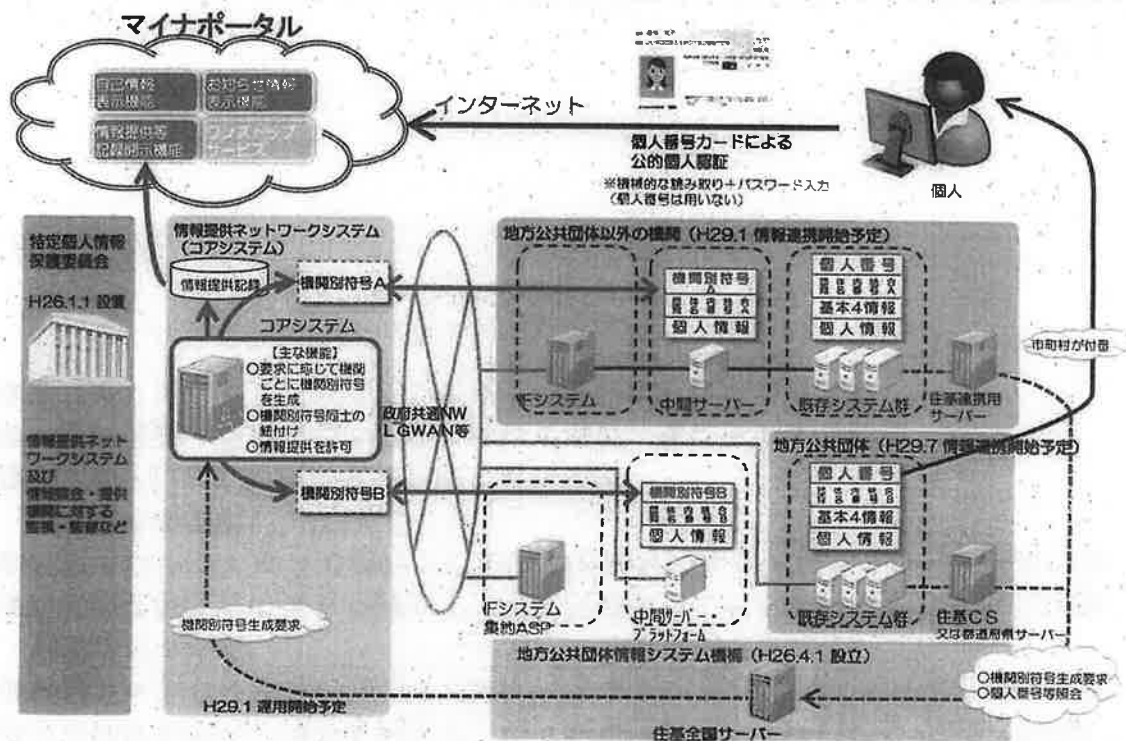 マイナポータル
自己情報
表示機能
お知らせ情報
表示機能
情報提供等
記録開示機能
ワンストップ
サービス
インターネット
個人番号カードによる
公的個人認証
※機械的な読み取り+パスワード入力
(個人番号は用いない)
個人
特定個人情報
保護委員会
H26.1.1 設置
情報提供ネット
ワークシステム
及び
情報照会・提供
機関に対する
監視・監督など
情報提供ネットワークシステム
(コアシステム)
情報提供記録
機関別符号A
コアシステム
【主な機能】
○要求に応じて機関
ごとに機関別符号
を生成
○機関別符号同士の
紐付け
○情報提供を許可
機関別符号B
機関別符号生成要求
H29.1 運用開始予定
政府共通NW
LGWAN等
地方公共団体以外の機関(H29.1 情報連携開始予定)
IFシステム
機関別符号
A
個人情報
中間サーバー
個人番号
基本4情報
個人情報
既存システム群
住基連携用
サーバー
市町村が付番
地方公共団体(H29.7 情報連携開始予定)
IFシステム
集約ASP
機関別符号B
個人情報
中間サーバー・
プラットフォーム
個人番号
基本4情報
個人情報
既存システム群
住基CS
又は都道府県サーバー
地方公共団体情報システム機構(H26.4.1 設立)
住基全国サーバー
○機関別符号生成要求
○個人番号等照会